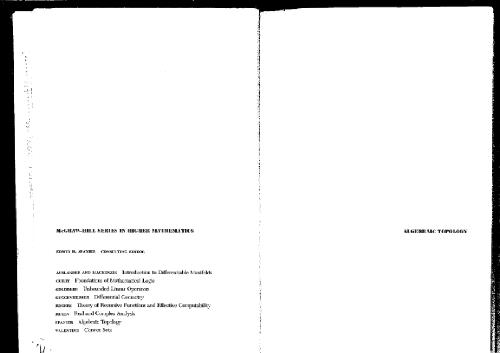 McGRAW-HILL SERIES IN HIGHER MATHEMATICS
EDWIN H. SPANIER CONSULTING EDITOR
AUSLANDER AND MACKENZIE Introduction to Differentiable Manifolds
CURRY Foundations of Mathematical Logic
GOLDBERG Unbounded Linear Operators
GUGGENHEIMER Differential Geometry
ROGERS Theory of Recursive Functions and Effective Computability
RUDIN Real and Complex Analysis
SPANIER Algebraic Topology
VALENTINE Convex Sets
ALGEBRAIC TOPOLOGY